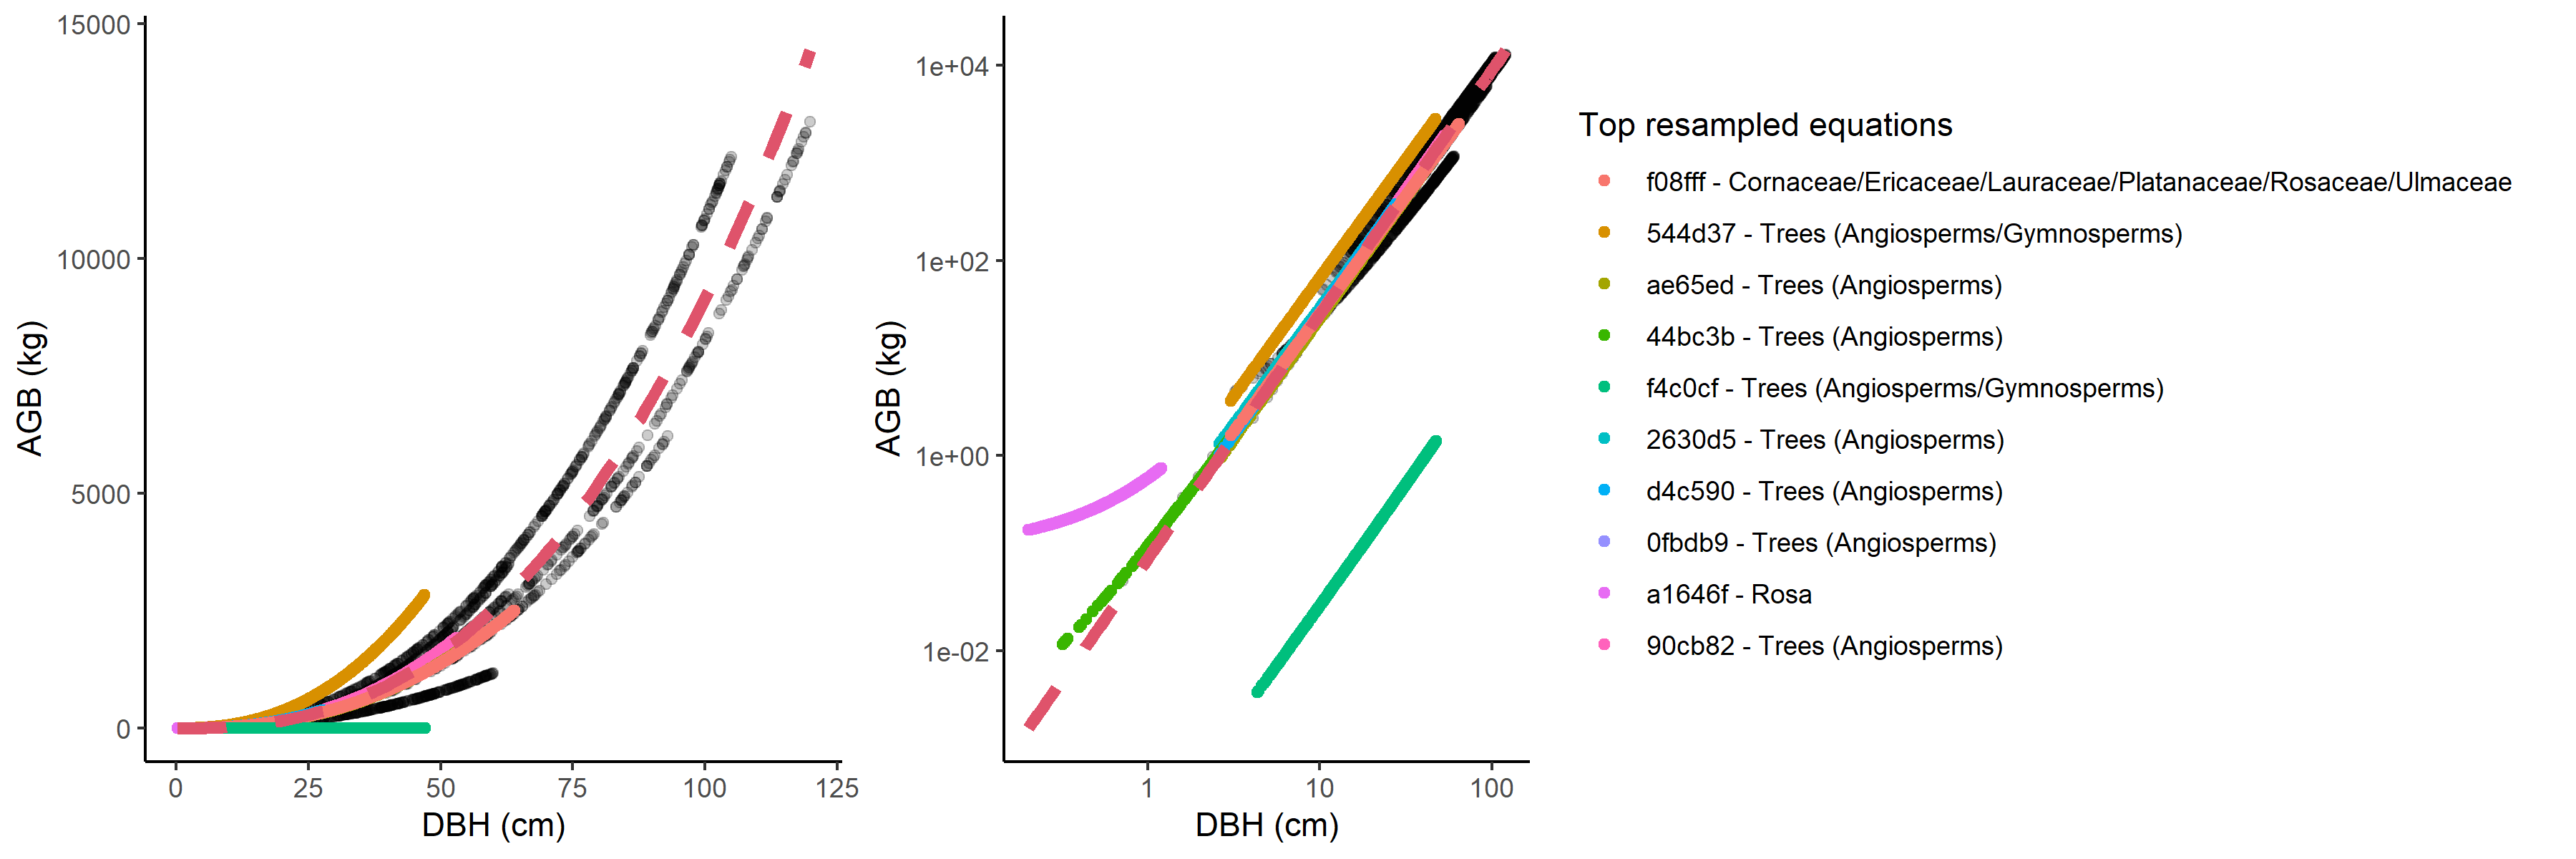 15000
10000
5000
0
AGB (kg)
0 25 50 75 100 125
DBH (cm)
1e+04
1e+02
1e+00
1e-02
AGB (kg)
1 10 100
DBH (cm)
Top resampled equations
f08fff - Cornaceae/Ericaceae/Lauraceae/Platanaceae/Rosaceae/Ulmaceae
544d37 - Trees (Angiosperms/Gymnosperms)
ae65ed - Trees (Angiosperms)
44bc3b - Trees (Angiosperms)
f4c0cf - Trees (Angiosperms/Gymnosperms)
2630d5 - Trees (Angiosperms)
d4c590 - Trees (Angiosperms)
0fbdb9 - Trees (Angiosperms)
a1646f - Rosa
90cb82 - Trees (Angiosperms)